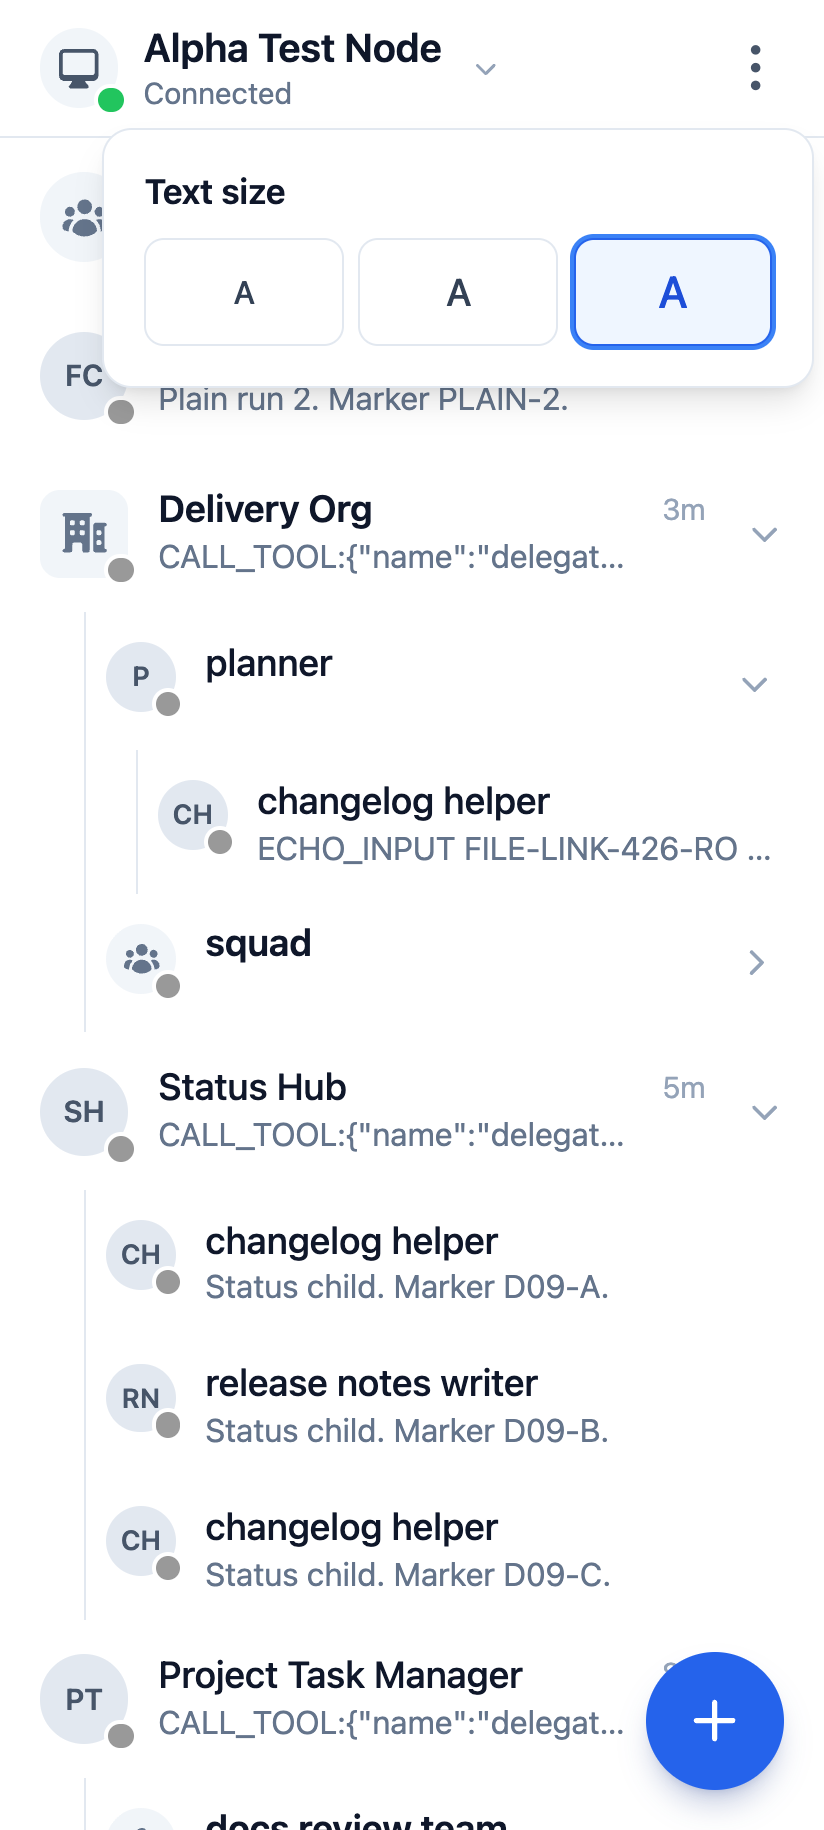 Alpha Test Node
Connected
Text size
A
A
A
FC
Plain run 2. Marker PLAIN-2.
Delivery Org
3m
CALL_TOOL:{"name":"delegat...
P
planner
CH
changelog helper
ECHO_INPUT FILE-LINK-426-RO ...
squad
SH
Status Hub
5m
CALL_TOOL:{"name":"delegat...
CH
changelog helper
Status child. Marker D09-A.
RN
release notes writer
Status child. Marker D09-B.
CH
changelog helper
Status child. Marker D09-C.
PT
Project Task Manager
CALL_TOOL:{"name":"delegat...
docs review team